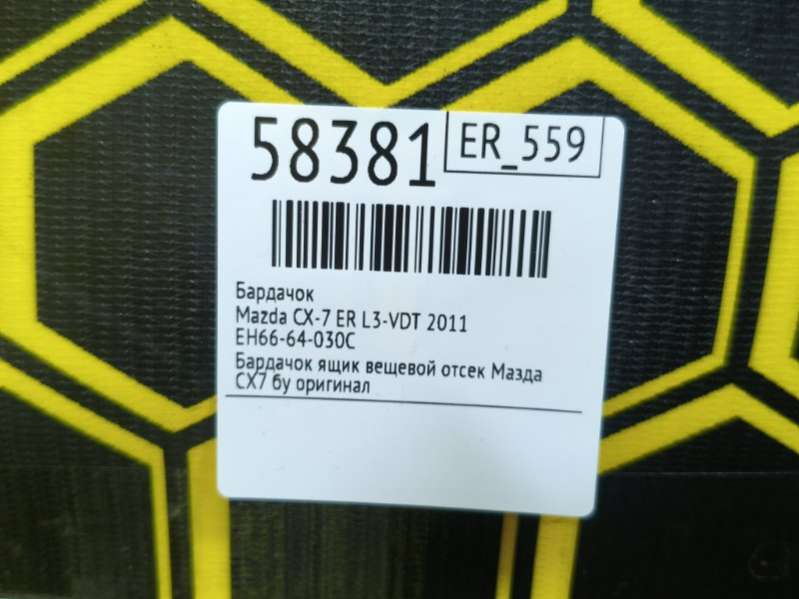 58381
ER_559
Бардачок
Mazda CX-7 ER L3-VDT 2011
EH66-64-030C
Бардачок ящик вещевой отсек Мазда
СХ7 бу оригинал